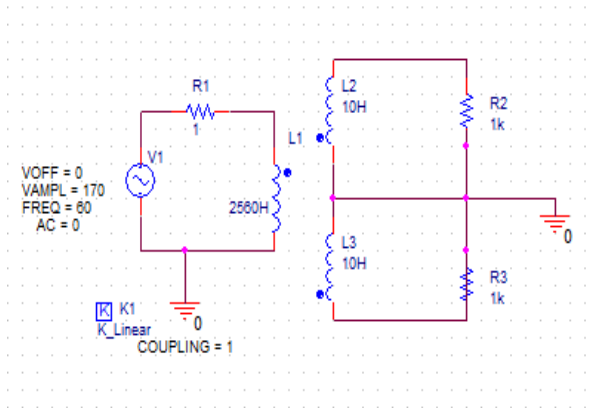 R1
1
V1
VOFF = 0
VAMPL = 170
FREQ = 60
AC = 0
L1
2560H
L2
10H
R2
1k
0
L3
10H
R3
1k
K K1
K_Linear
COUPLING = 1
0